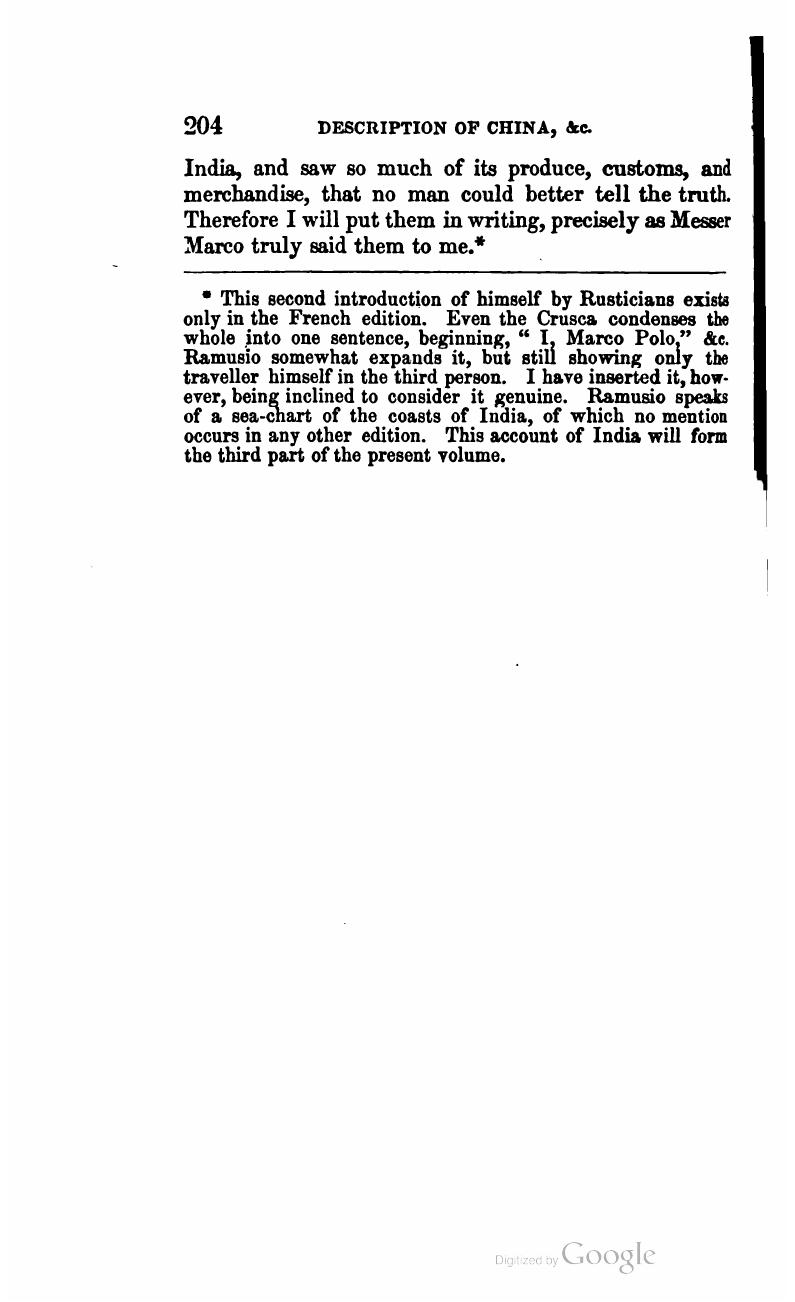 204 DESCRIPTION OF CHINA, &c.
India, and saw so much of its produce, customs, and
merchandise, that no man could better tell the truth.
Therefore I will put them in writing, precisely as Messer
Marco truly said them to me.*
* This second introduction of himself by Rusticians exists
only in the French edition. Even the Crusca condenses the
whole into one sentence, beginning, “ I, Marco Polo,” &c.
Ramusio somewhat expands it, but still showing only the
traveller himself in the third person. I have inserted it, how-
ever, being inclined to consider it genuine. Ramusio speaks
of a sea-chart of the coasts of India, of which no mention
occurs in any other edition. This account of India will form
the third part of the present volume.
Digitized by Google